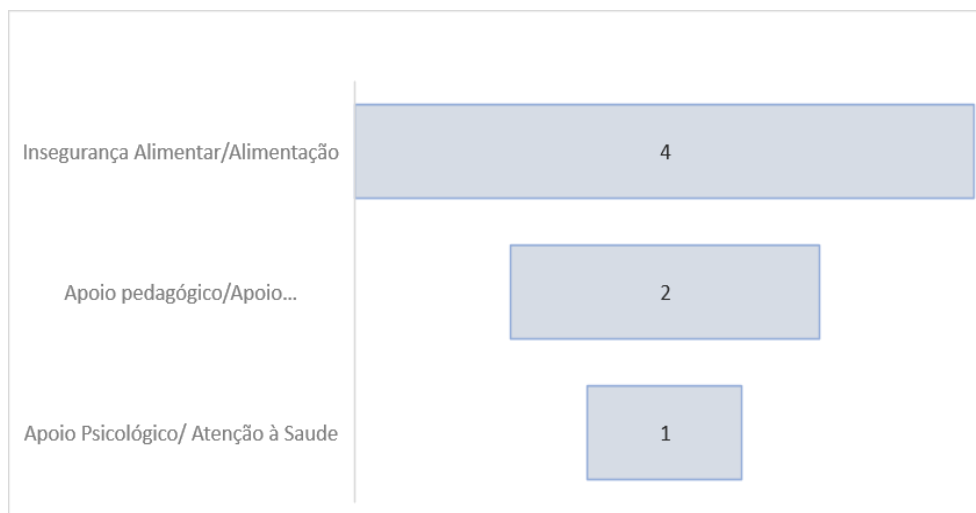 Insegurança Alimentar/Alimentação
4
Apoio pedagógico/Apoio...
2
Apoio Psicológico/ Atenção à Saude
1